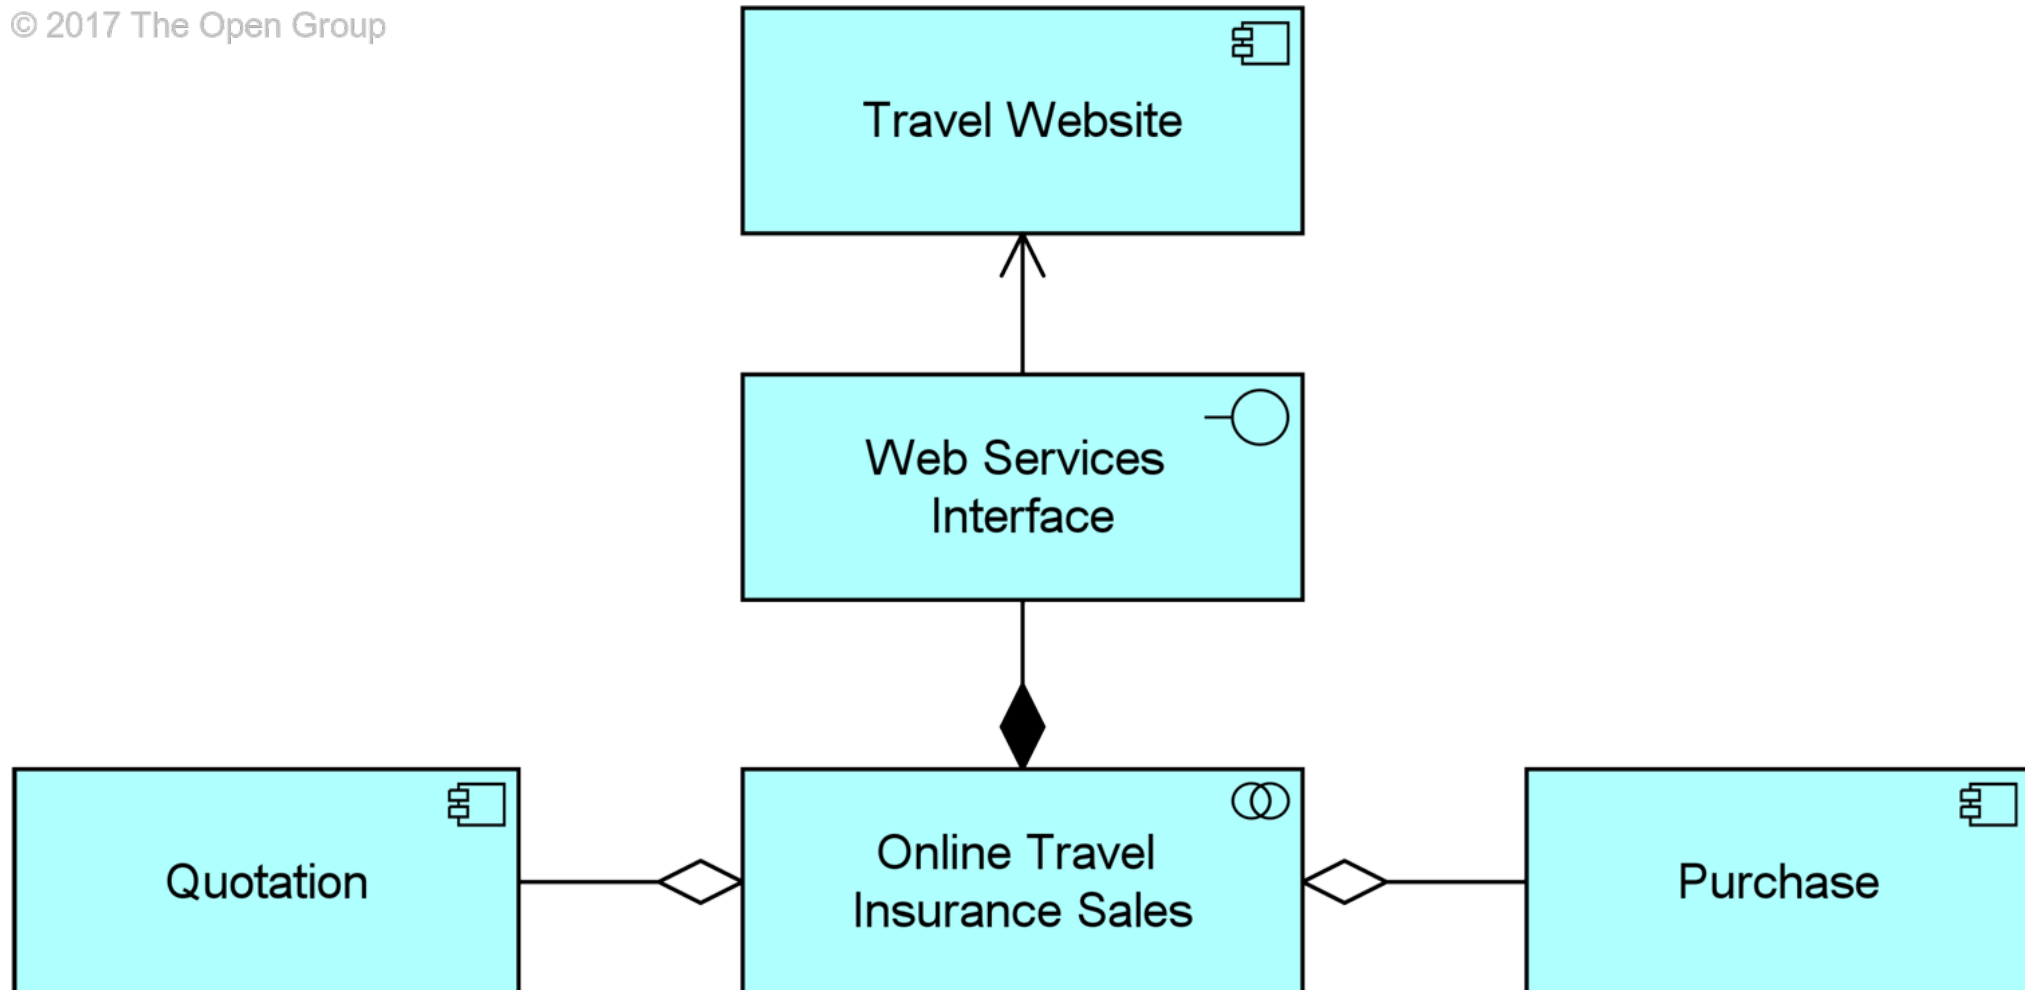 © 2017 The Open Group
Travel Website
Web Services
Interface
Quotation
Online Travel
Insurance Sales
Purchase